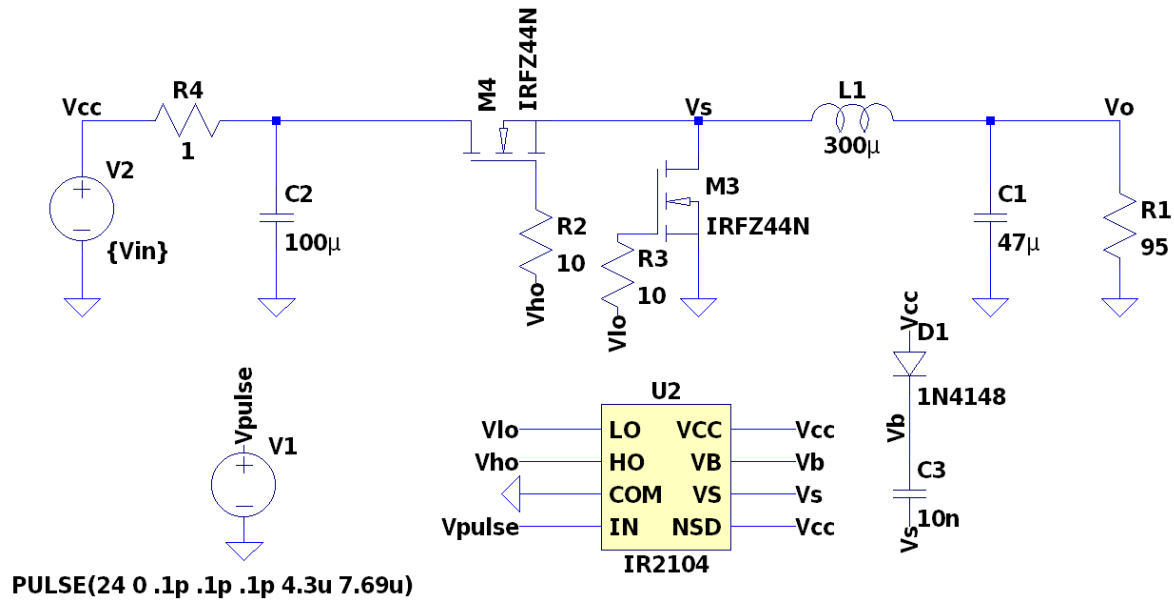 Vcc
R4
1
V2
{Vin}
C2
100µ
M4
IRFZ44N
R2
10
Vho
Vs
M3
IRFZ44N
R3
10
Vlo
L1
300µ
Vo
C1
47µ
R1
95
Vcc
D1
1N4148
Vb
C3
10n
Vs
Vpulse
V1
PULSE(24 0 .1p .1p .1p 4.3u 7.69u)
U2
Vlo LO VCC Vcc
Vho HO VB Vb
COM VS Vs
Vpulse IN NSD Vcc
IR2104